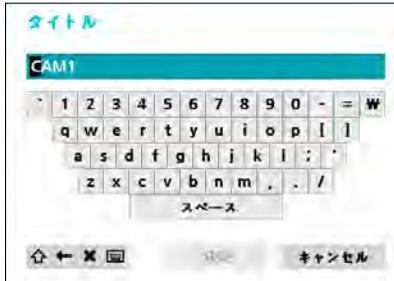 タイトル
CAM1
` 1 2 3 4 5 6 7 8 9 0 - = ₩
q w e r t y u i o p [ ]
a s d f g h j k l ; '
z x c v b n m , . /
スペース
キャンセル